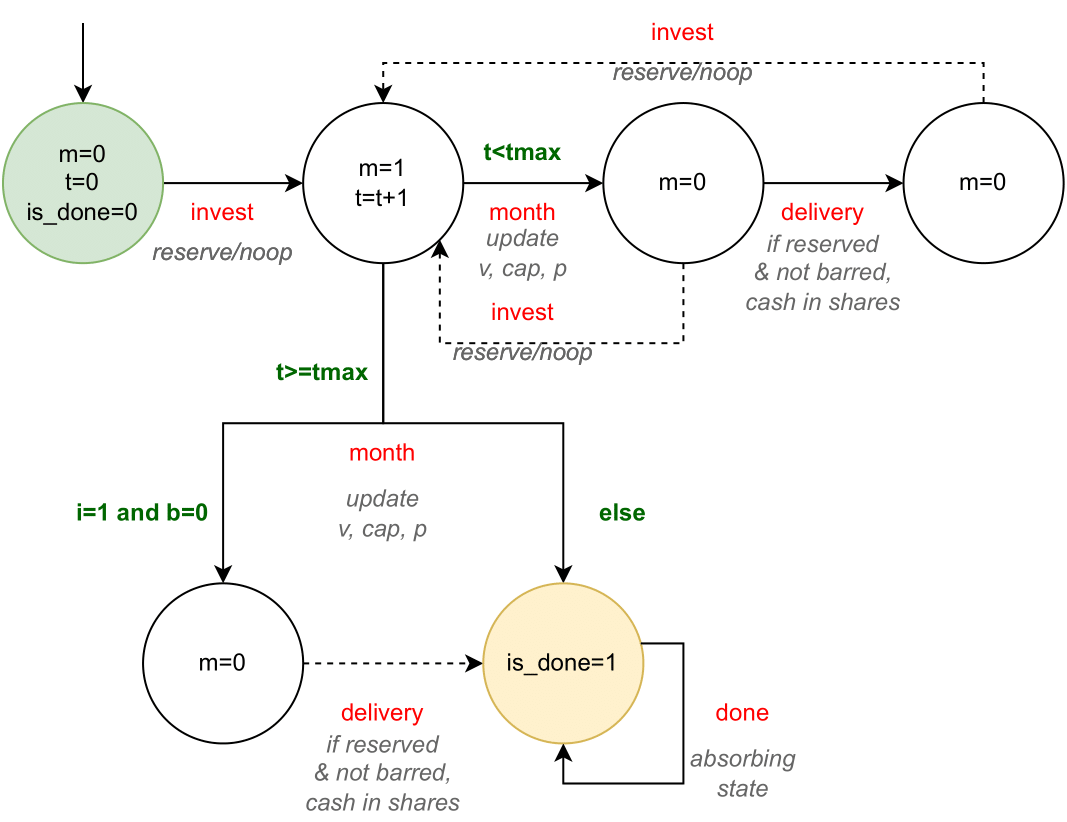 invest
reserve/noop
m=0
t=0
is_done=0
invest
reserve/noop
m=1
t=t+1
t<tmax
month
update
v, cap, p
m=0
delivery
if reserved
& not barred,
cash in shares
m=0
invest
reserve/noop
t>=tmax
month
update
v, cap, p
i=1 and b=0
else
m=0
is_done=1
delivery
if reserved
& not barred,
cash in shares
done
absorbing
state